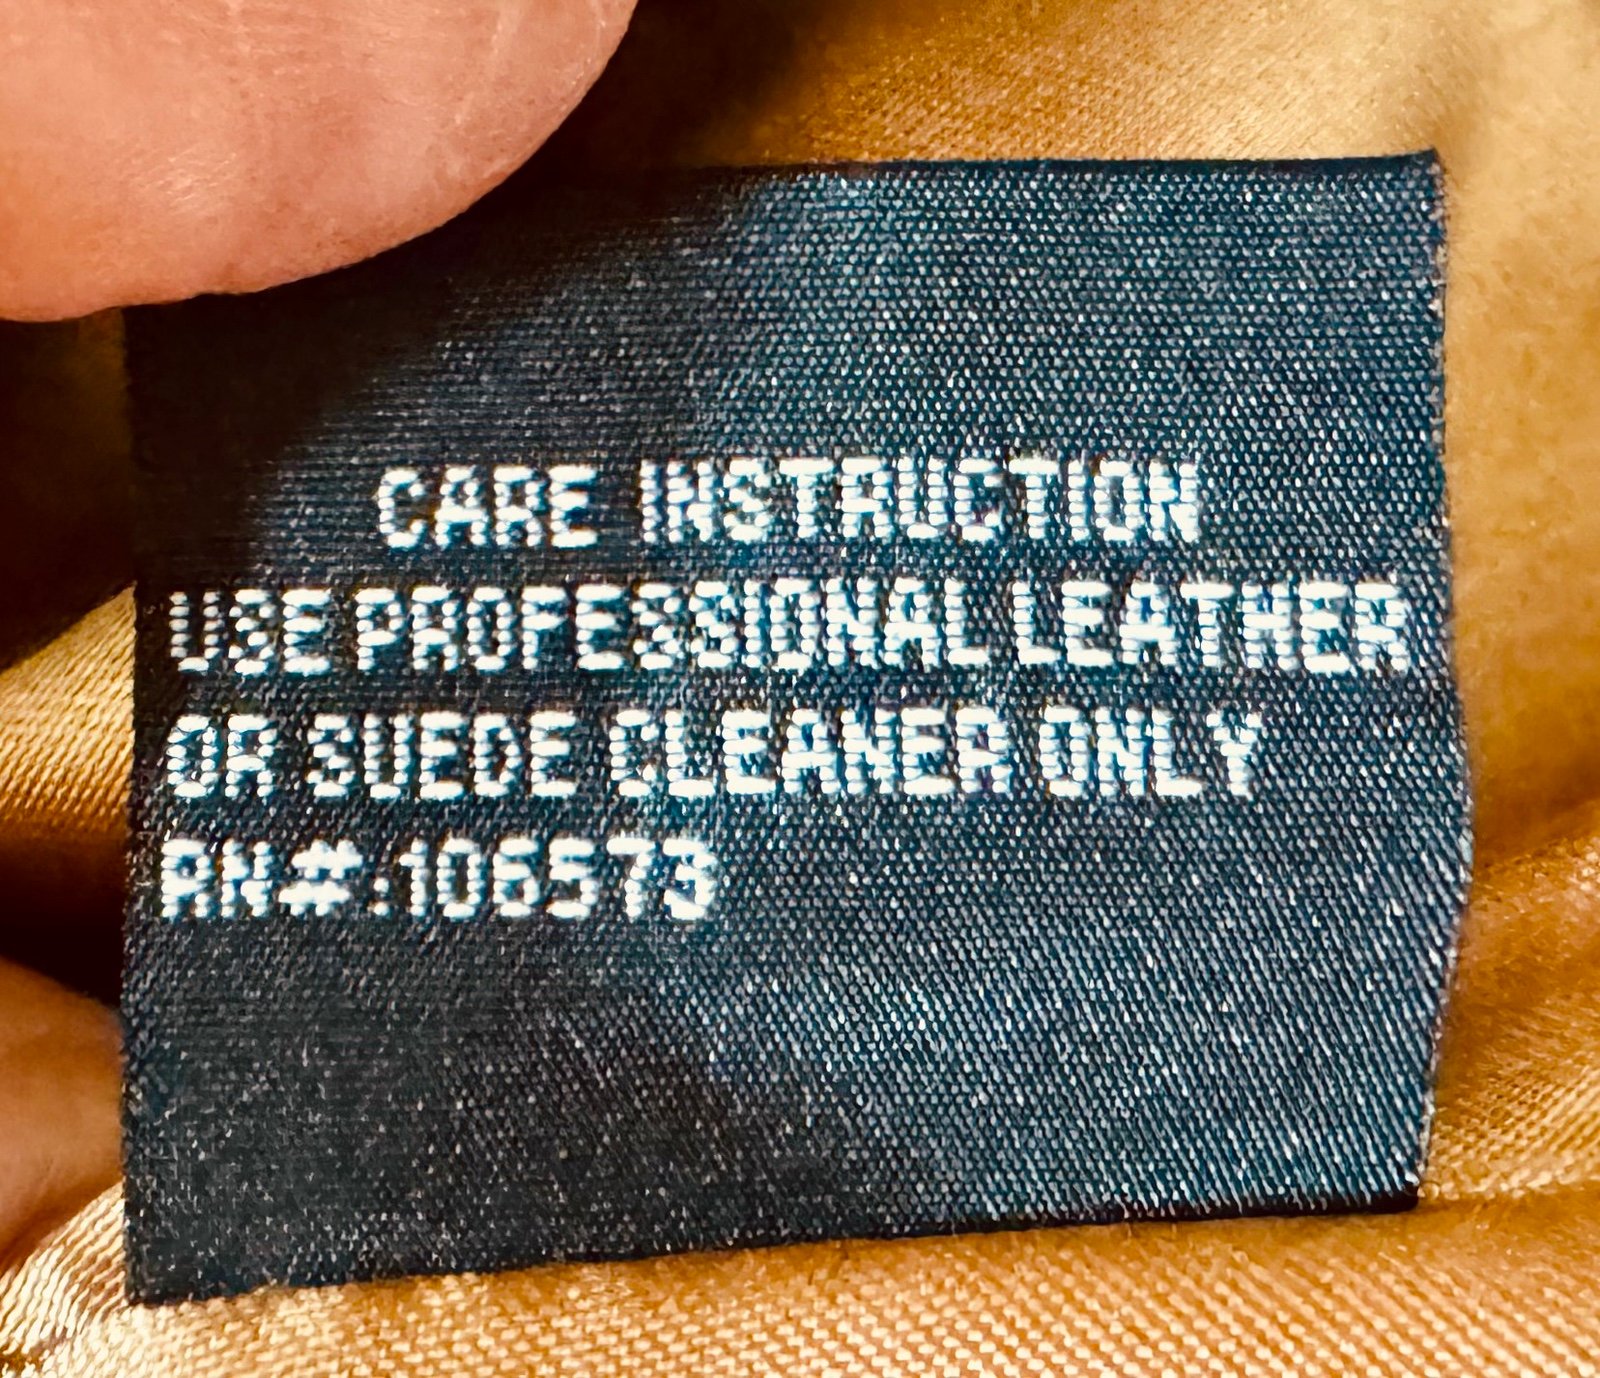 CARE INSTRUCTION
USE PROFESSIONAL LEATHER
OR SUEDE CLEANER ONLY
RN#:106573